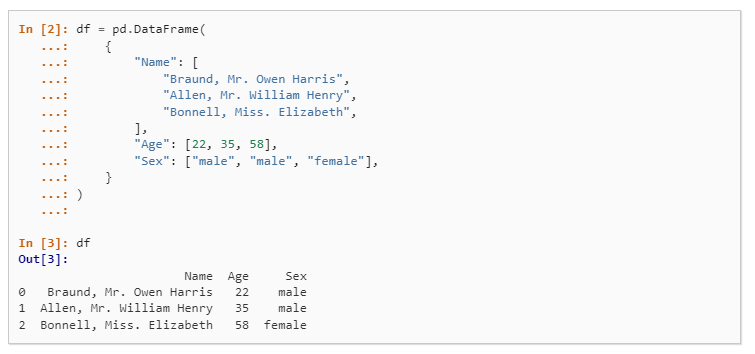 In [2]: df = pd.DataFrame(
   ...:     {
   ...:         "Name": [
   ...:             "Braund, Mr. Owen Harris",
   ...:             "Allen, Mr. William Henry",
   ...:             "Bonnell, Miss. Elizabeth",
   ...:         ],
   ...:         "Age": [22, 35, 58],
   ...:         "Sex": ["male", "male", "female"],
   ...:     }
   ...: )
   ...:
In [3]: df
Out[3]:
                       Name  Age     Sex
0   Braund, Mr. Owen Harris   22    male
1  Allen, Mr. William Henry   35    male
2  Bonnell, Miss. Elizabeth   58  female